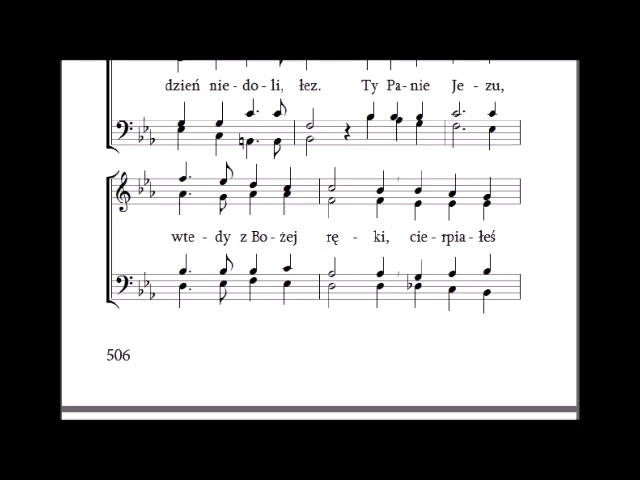 dzień nie - do - li, łez. Ty Pa - nie Je - zu,
wte - dy z Bo - żej rę - ki, cie - rpia - łeś
506